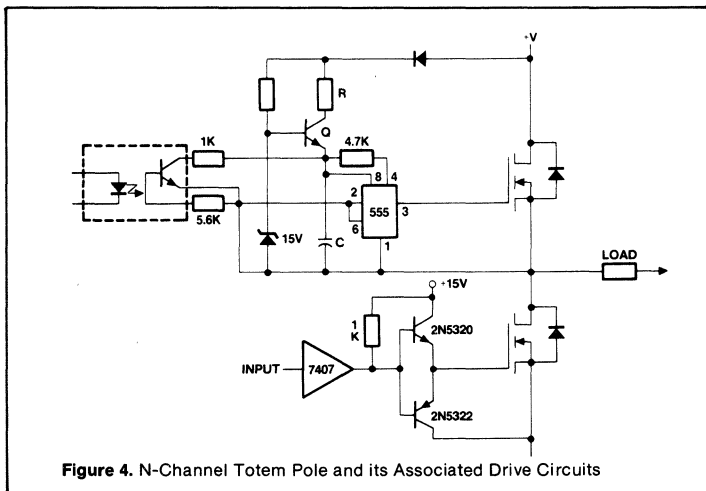 +V
R
Q
1K
4.7K
8
4
2
555
3
6
5.6K
15V
C
1
LOAD
+15V
1
K
2N5320
INPUT
7407
2N5322
Figure 4. N-Channel Totem Pole and its Associated Drive Circuits